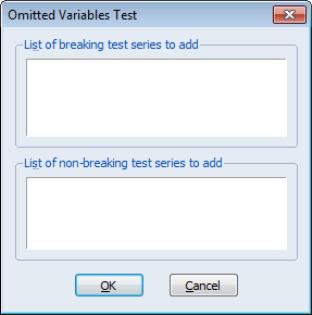 Omitted Variables Test
List of breaking test series to add
List of non-breaking test series to add
OK
Cancel